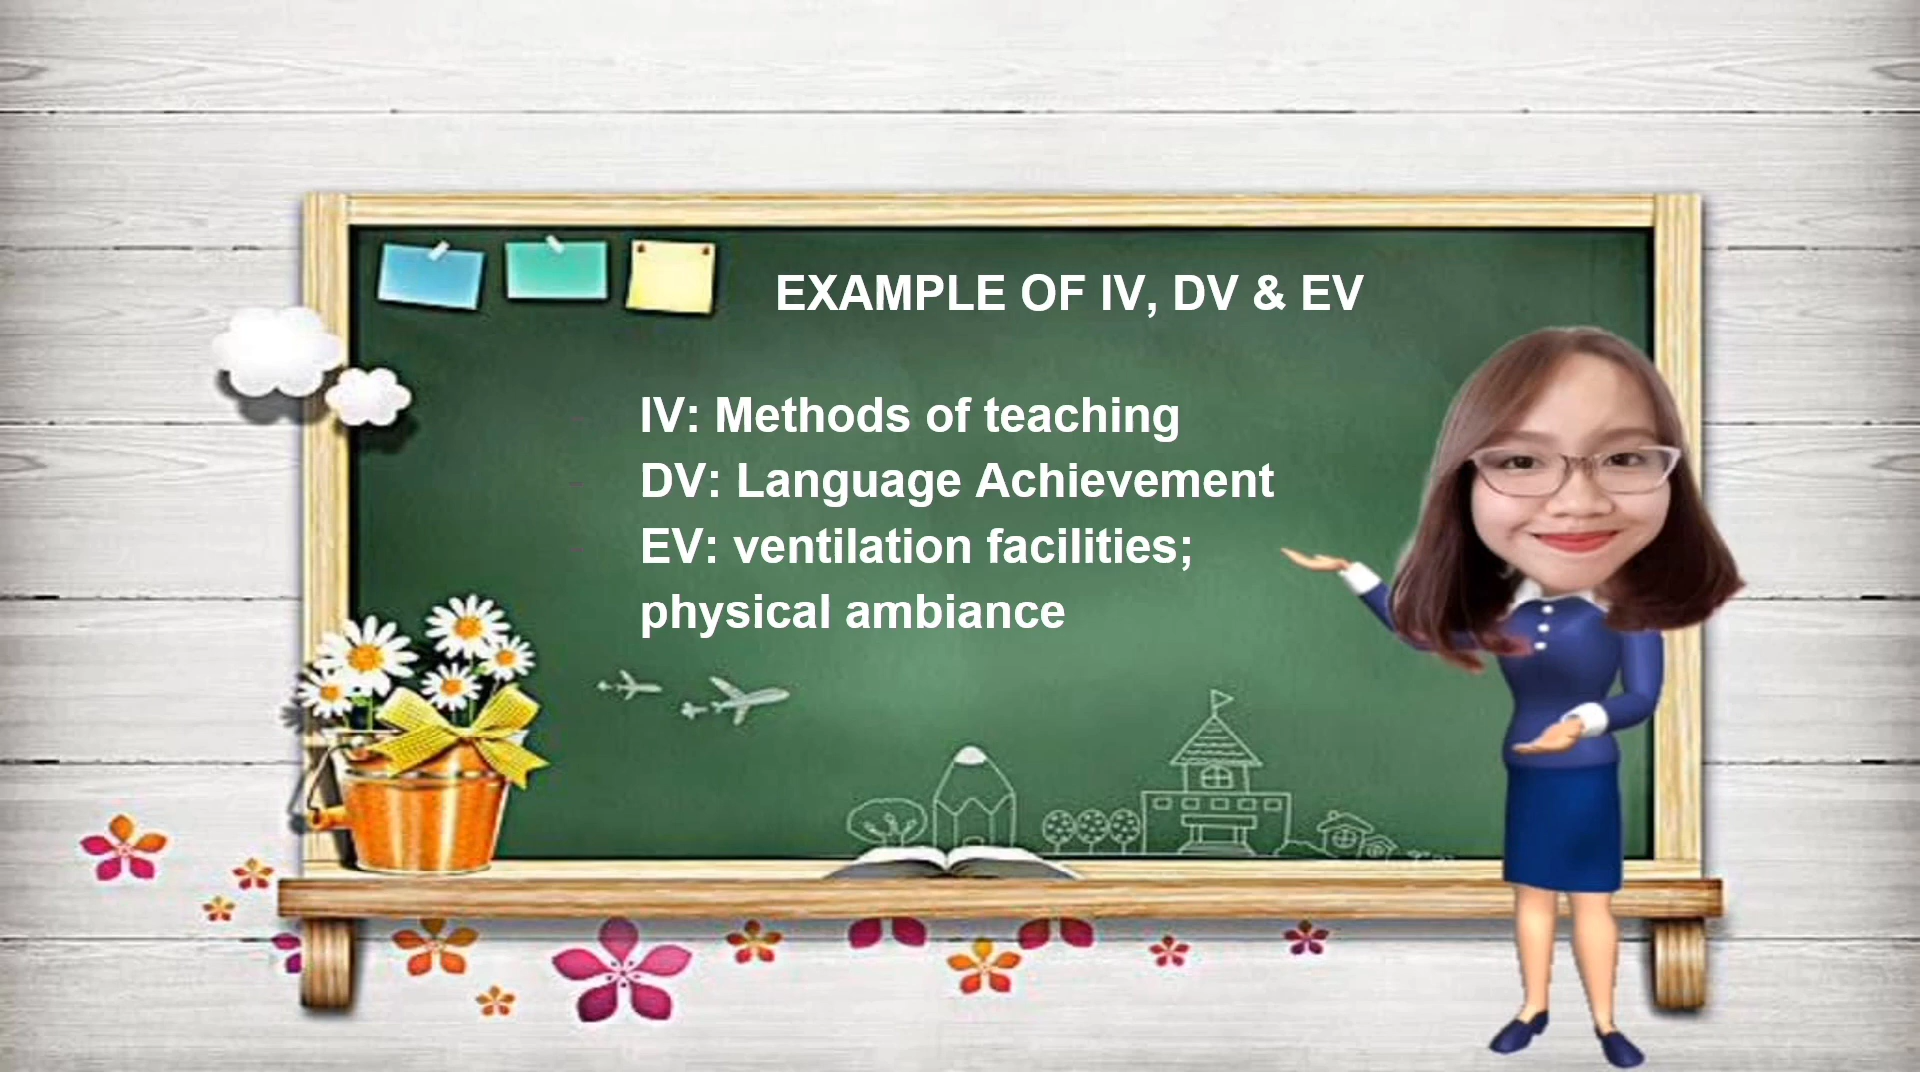 EXAMPLE OF IV, DV & EV
IV: Methods of teaching
DV: Language Achievement
EV: ventilation facilities;
physical ambiance